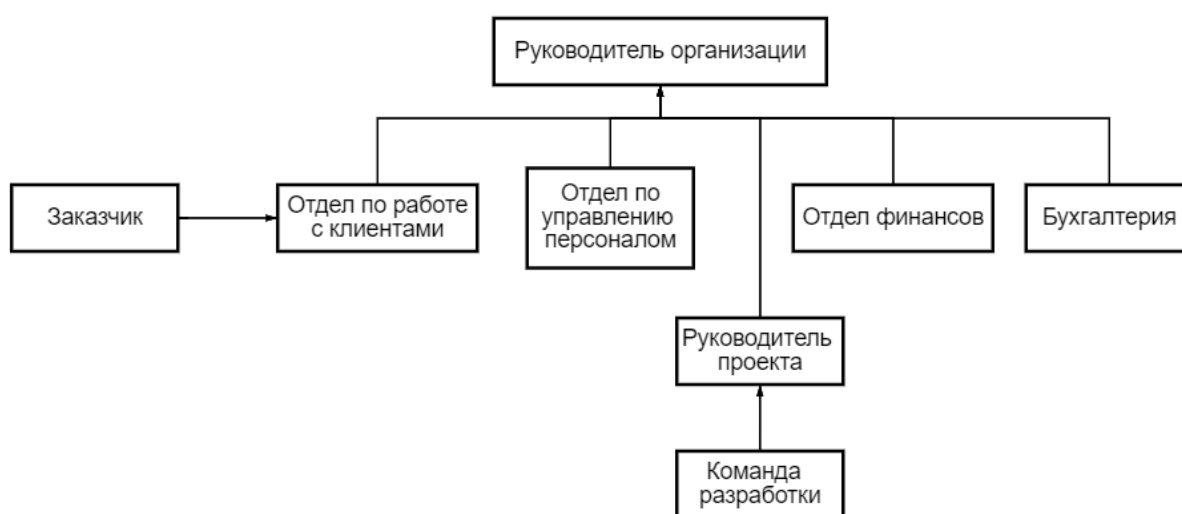 Руководитель организации
Заказчик
Отдел по работе
с клиентами
Отдел по
управлению
персоналом
Отдел финансов
Бухгалтерия
Руководитель
проекта
Команда
разработки